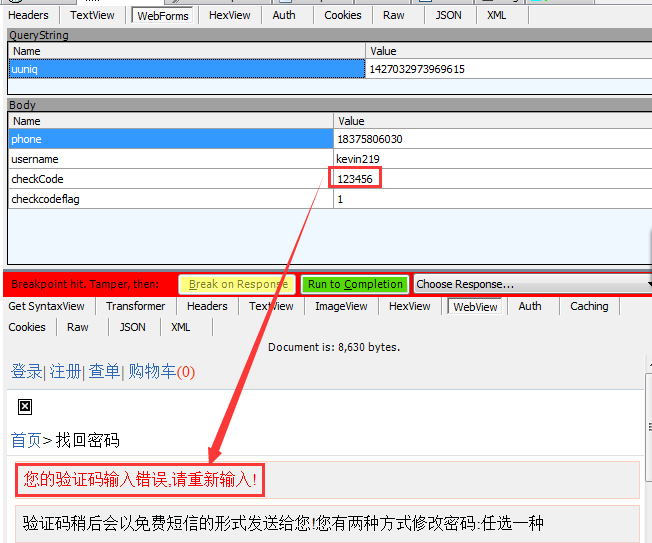 Headers TextView WebForms HexView Auth Cookies Raw JSON XML
QueryString
Name Value
uuniq 1427032973969615
Body
Name Value
phone 18375806030
username kevin219
checkCode 123456
checkcodeflag 1
Breakpoint hit. Tamper, then: Break on Response Run to Completion Choose Response...
Get SyntaxView Transformer Headers TextView ImageView HexView WebView Auth Caching
Cookies Raw JSON XML
Document is: 8,630 bytes.
登录| 注册| 查单| 购物车(0)
首页> 找回密码
您的验证码输入错误,请重新输入!
验证码稍后会以免费短信的形式发送给您!您有两种方式修改密码:任选一种